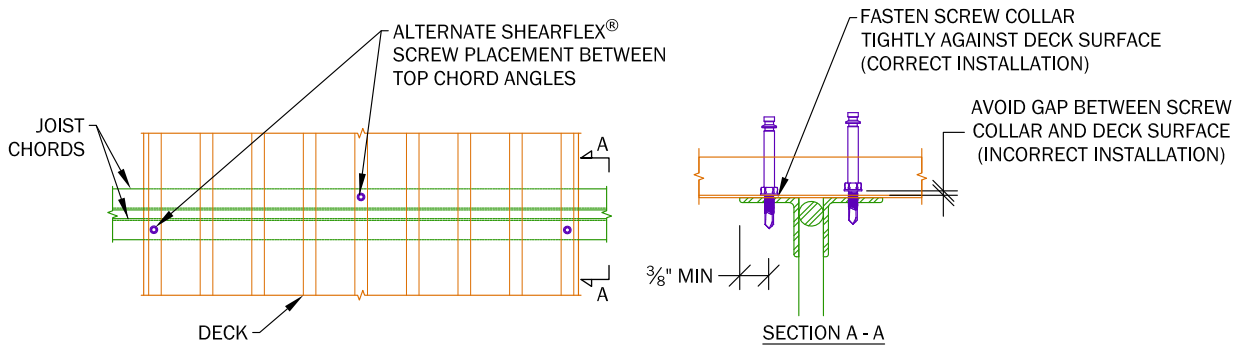 ALTERNATE SHEARFLEX®
SCREW PLACEMENT BETWEEN
TOP CHORD ANGLES
JOIST
CHORDS
A
A
DECK
FASTEN SCREW COLLAR
TIGHTLY AGAINST DECK SURFACE
(CORRECT INSTALLATION)
AVOID GAP BETWEEN SCREW
COLLAR AND DECK SURFACE
(INCORRECT INSTALLATION)
3/8" MIN
SECTION A - A